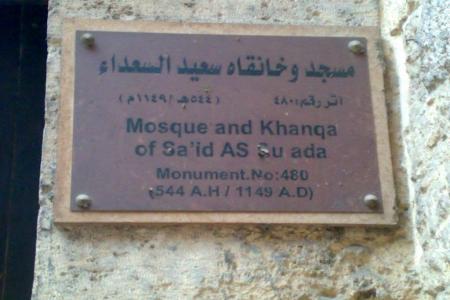 مسجد وخانقاه سعيد السعداء
اثر رقم: ٤٨٠ (٥٤٤هـ /١١٤٩م)
Mosque and Khanqa
of Sa'id AS Su ada
Monument.No:480
(544 A.H / 1149 A.D)